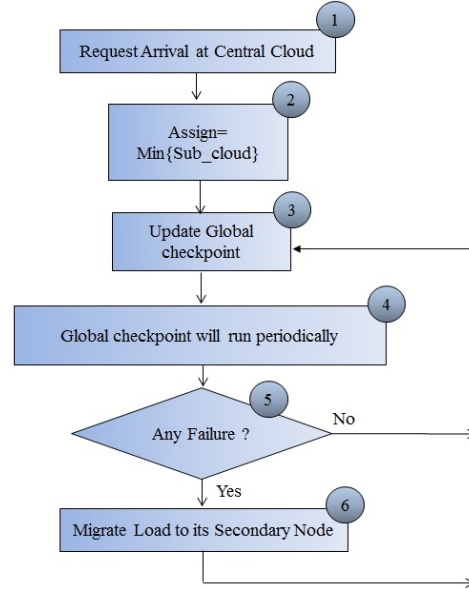 1
Request Arrival at Central Cloud
2
Assign=
Min{Sub_cloud}
3
Update Global
checkpoint
4
Global checkpoint will run periodically
5
Any Failure ?
No
Yes
6
Migrate Load to its Secondary Node